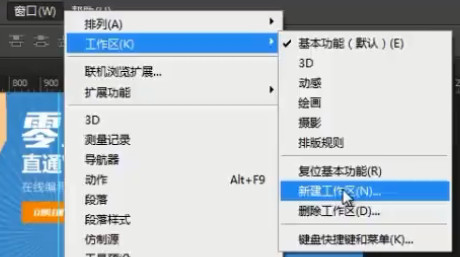 窗口(W)
帮助(H)
排列(A)
工作区(K)
联机浏览扩展...
扩展功能
3D
测量记录
导航器
动作 Alt+F9
段落
段落样式
仿制源
基本功能（默认）(E)
3D
动感
绘画
摄影
排版规则
复位基本功能(R)
新建工作区(N)...
删除工作区(D)...
键盘快捷键和菜单(K)...
800
900
零
直通
在线编